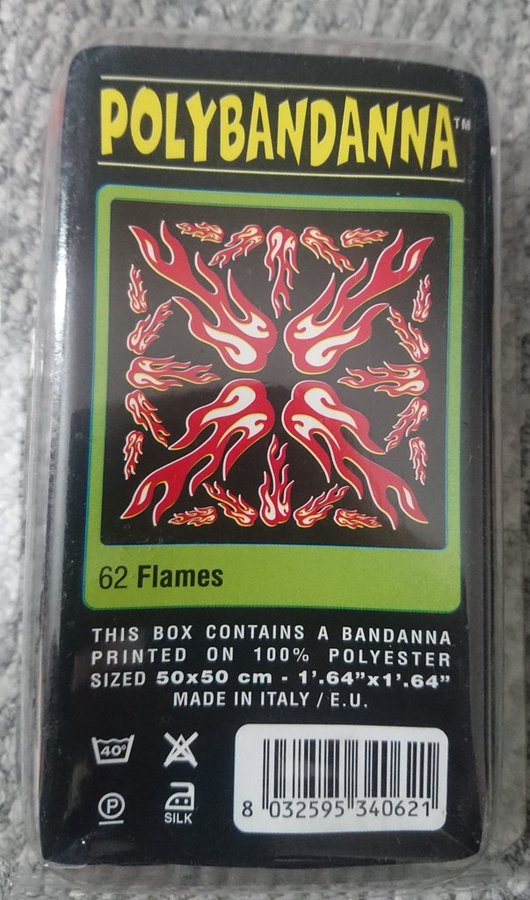 POLYBANDANNA™
62 Flames
THIS BOX CONTAINS A BANDANNA
PRINTED ON 100% POLYESTER
SIZED 50x50 cm - 1'.64"x1'.64"
MADE IN ITALY / E.U.
40°
P
SILK
8 032595 340621